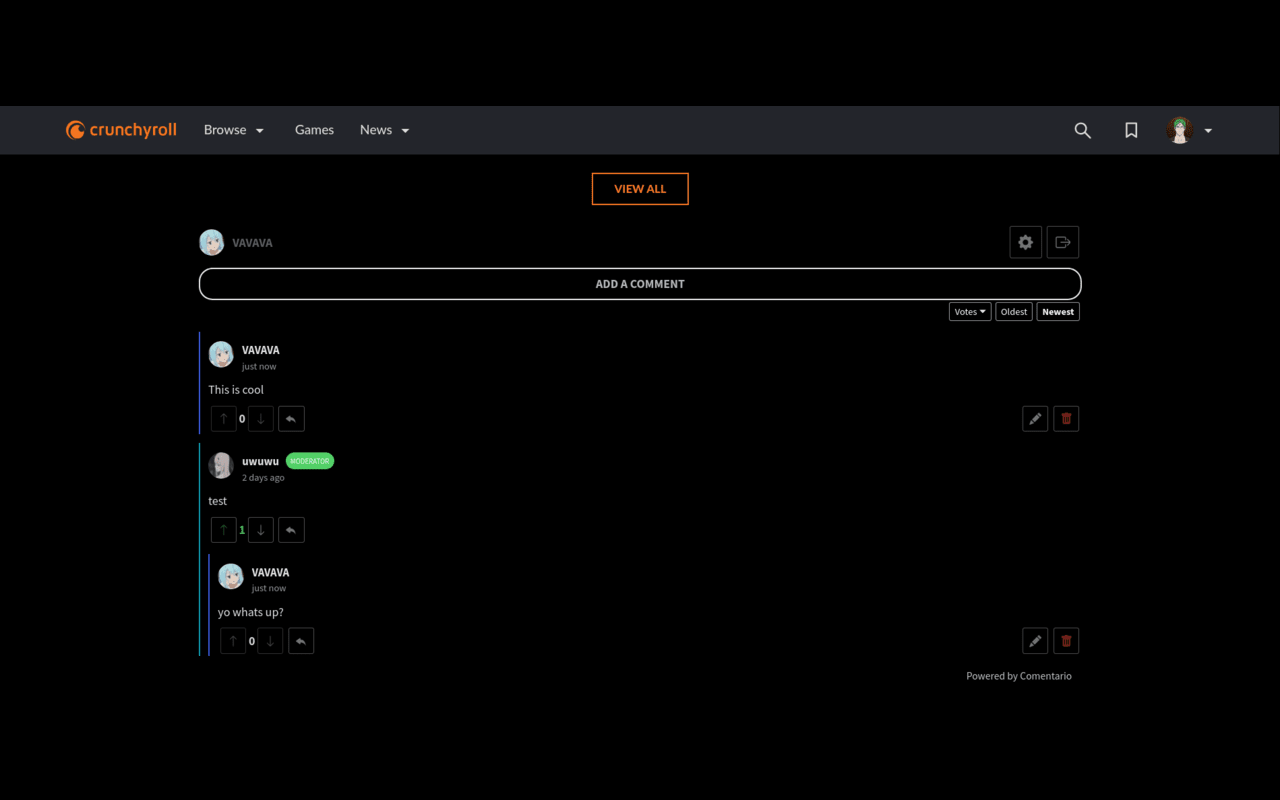 crunchyroll Browse Games News
VIEW ALL
VAVAVA
ADD A COMMENT
Votes Oldest Newest
VAVAVA
just now
This is cool
0
uwuwu MODERATOR
2 days ago
test
1
VAVAVA
just now
yo whats up?
0
Powered by Comentario